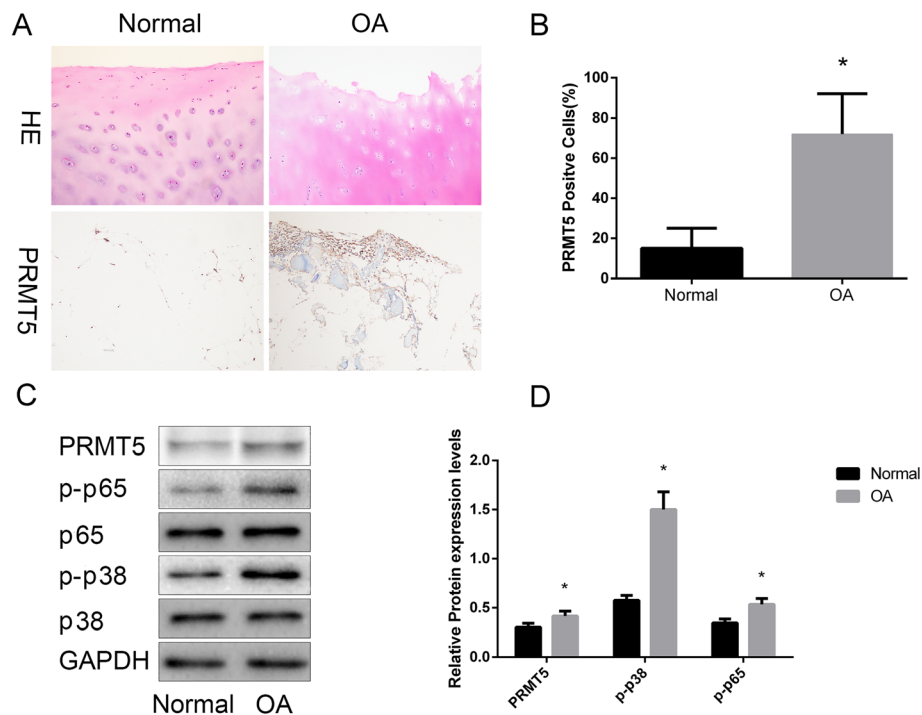 A
Normal
OA
HE
PRMT5
B
*
PRMT5 Positve Cells(%)
100
80
60
40
20
0
Normal
OA
C
PRMT5
p-p65
p65
p-p38
p38
GAPDH
Normal
OA
D
Relative Protein expression levels
2.0
1.5
1.0
0.5
0.0
*
*
*
PRMT5
p-p38
p-p65
Normal
OA